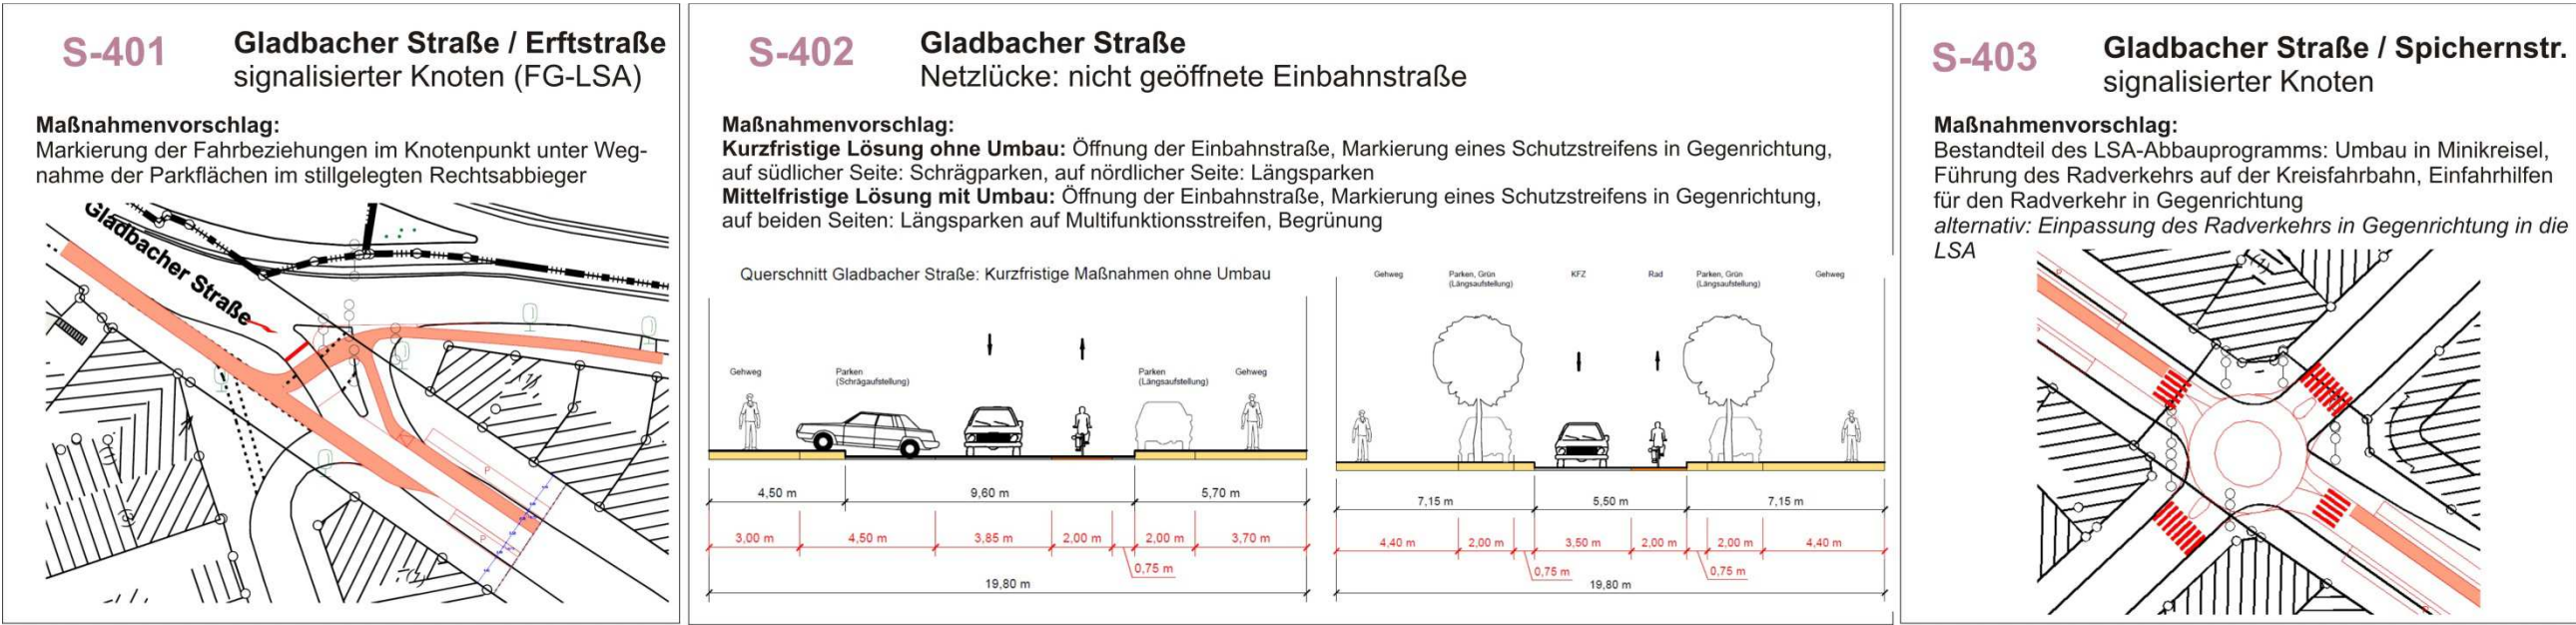 S-401
Gladbacher Straße / Erftstraße
signalisierter Knoten (FG-LSA)
Maßnahmenvorschlag:
Markierung der Fahrbeziehungen im Knotenpunkt unter Weg-
nahme der Parkflächen im stillgelegten Rechtsabbieger
Gladbacher Straße
P
P
S-402
Gladbacher Straße
Netzlücke: nicht geöffnete Einbahnstraße
Maßnahmenvorschlag:
Kurzfristige Lösung ohne Umbau: Öffnung der Einbahnstraße, Markierung eines Schutzstreifens in Gegenrichtung,
auf südlicher Seite: Schrägparken, auf nördlicher Seite: Längsparken
Mittelfristige Lösung mit Umbau: Öffnung der Einbahnstraße, Markierung eines Schutzstreifens in Gegenrichtung,
auf beiden Seiten: Längsparken auf Multifunktionsstreifen, Begrünung
Querschnitt Gladbacher Straße: Kurzfristige Maßnahmen ohne Umbau
Gehweg
Parken
(Schrägaufstellung)
Parken
(Längsaufstellung)
Gehweg
4,50 m
9,60 m
5,70 m
3,00 m
4,50 m
3,85 m
2,00 m
2,00 m
3,70 m
0,75 m
19,80 m
Gehweg
Parken, Grün
(Längsaufstellung)
KFZ
Rad
Parken, Grün
(Längsaufstellung)
Gehweg
7,15 m
5,50 m
7,15 m
4,40 m
2,00 m
3,50 m
2,00 m
2,00 m
4,40 m
0,75 m
0,75 m
19,80 m
S-403
Gladbacher Straße / Spichernstr.
signalisierter Knoten
Maßnahmenvorschlag:
Bestandteil des LSA-Abbauprogramms: Umbau in Minikreisel,
Führung des Radverkehrs auf der Kreisfahrbahn, Einfahrhilfen
für den Radverkehr in Gegenrichtung
alternativ: Einpassung des Radverkehrs in Gegenrichtung in die
LSA
P
P
P